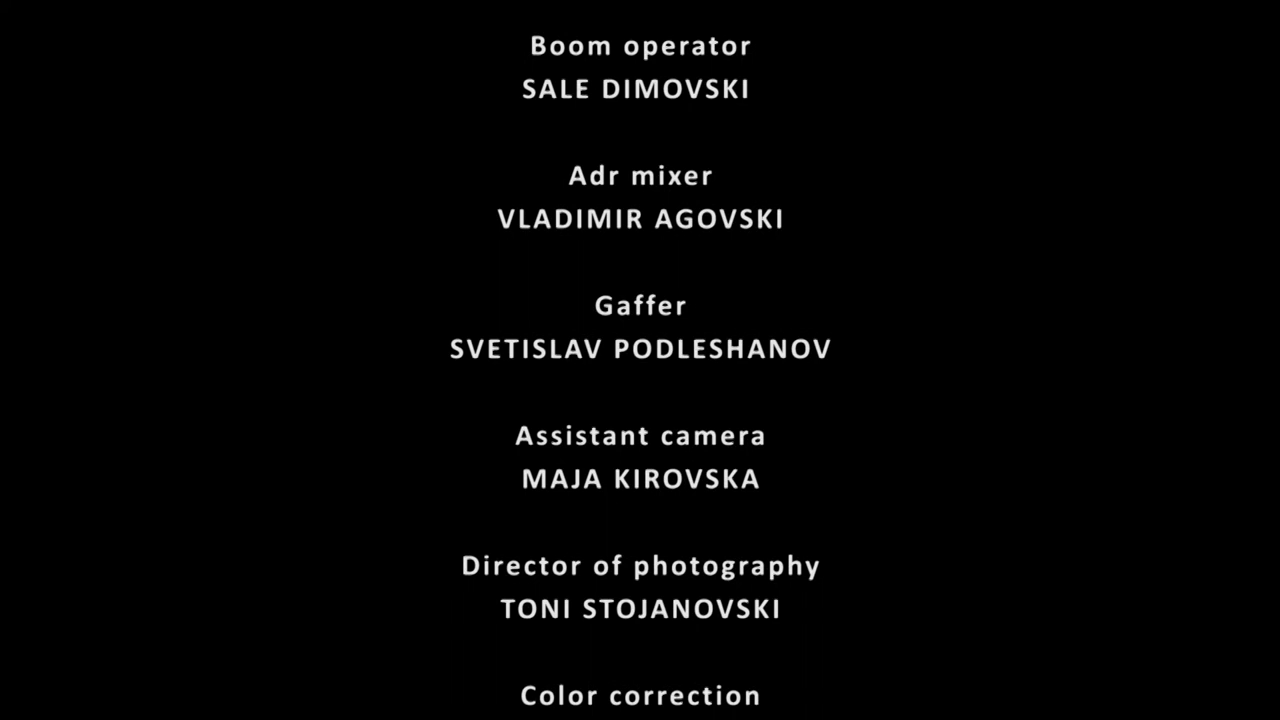 Boom operator
SALE DIMOVSKI
Adr mixer
VLADIMIR AGOVSKI
Gaffer
SVETISLAV PODLESHANOV
Assistant camera
MAJA KIROVSKA
Director of photography
TONI STOJANOVSKI
Color correction